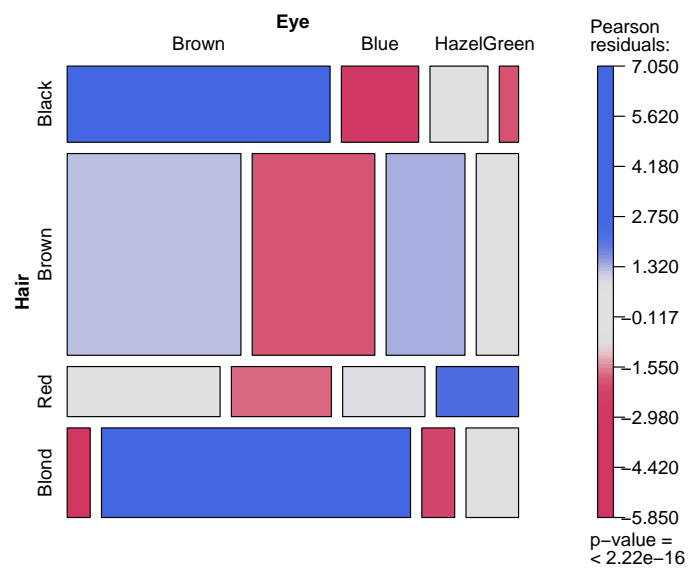 Eye
Brown Blue HazelGreen
Hair
Black
Brown
Red
Blond
Pearson
residuals:
7.050
5.620
4.180
2.750
1.320
−0.117
−1.550
−2.980
−4.420
−5.850
p−value =
< 2.22e−16